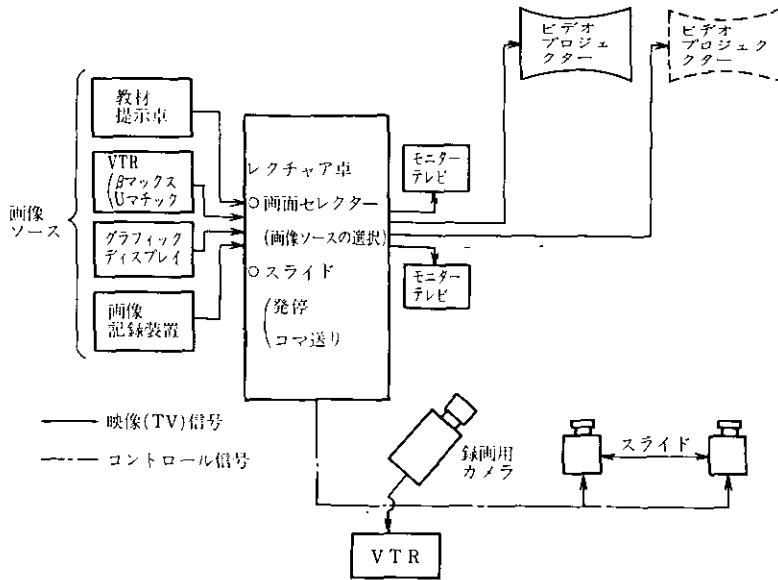 ビデオ
プロジェ
クター
ビデオ
プロジェク
クター
教材
提示卓
VTR
(βマックス
Uマチック
グラフィック
ディスプレイ
画像
記録装置
画像
ソース
レクチャア卓
○画面セレクター
(画像ソースの選択)
○スライド
(発停
コマ送り
モニター
テレビ
モニター
テレビ
映像(TV)信号
コントロール信号
録画用
カメラ
スライド
VTR